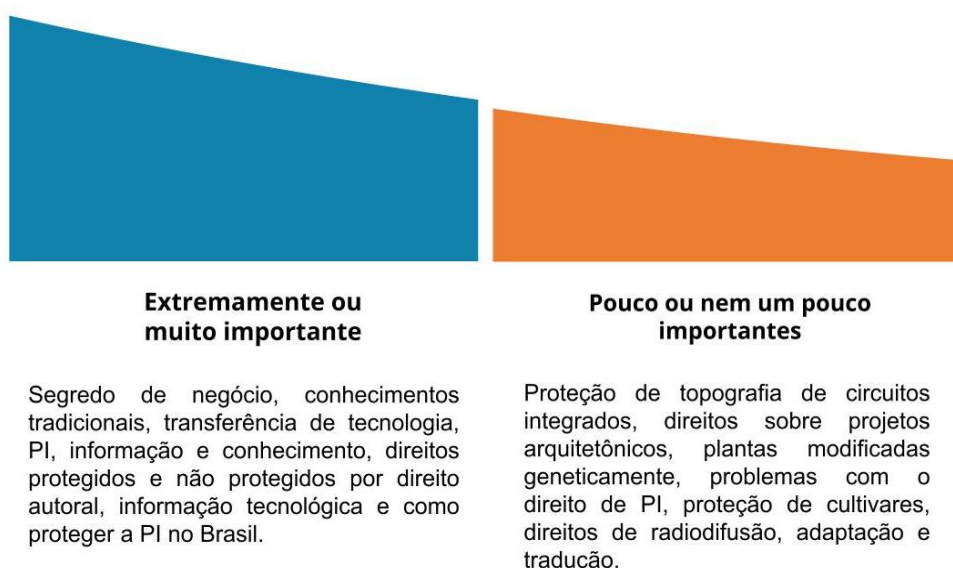 Extremamente ou
muito importante
Segredo de negócio, conhecimentos
tradicionais, transferência de tecnologia,
PI, informação e conhecimento, direitos
protegidos e não protegidos por direito
autoral, informação tecnológica e como
proteger a PI no Brasil.
Pouco ou nem um pouco
importantes
Proteção de topografia de circuitos
integrados, direitos sobre projetos
arquitetônicos, plantas modificadas
geneticamente, problemas com o
direito de PI, proteção de cultivares,
direitos de radiodifusão, adaptação e
tradução.